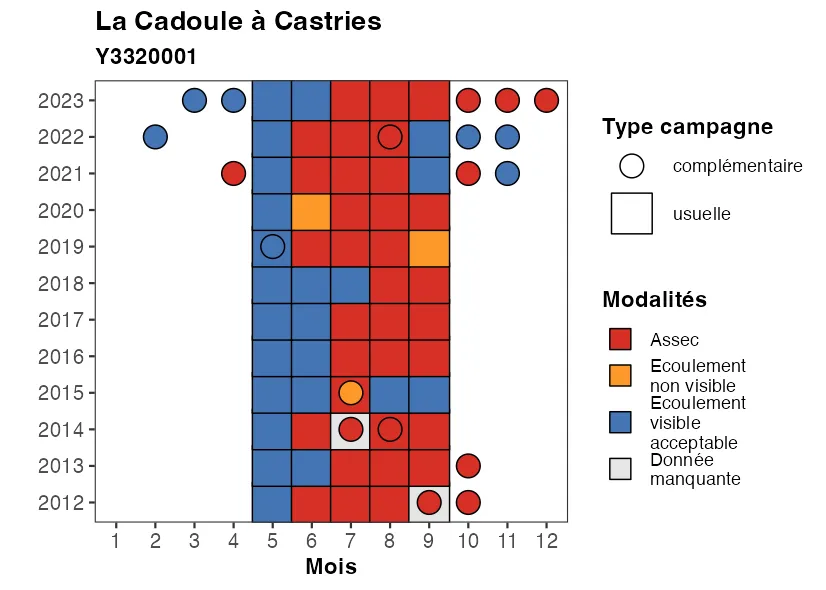 La Cadoule à Castries
Y3320001
2023
2022
2021
2020
2019
2018
2017
2016
2015
2014
2013
2012
1 2 3 4 5 6 7 8 9 10 11 12
Mois
Type campagne
complémentaire
usuelle
Modalités
Assec
Ecoulement
non visible
Ecoulement
visible
acceptable
Donnée
manquante